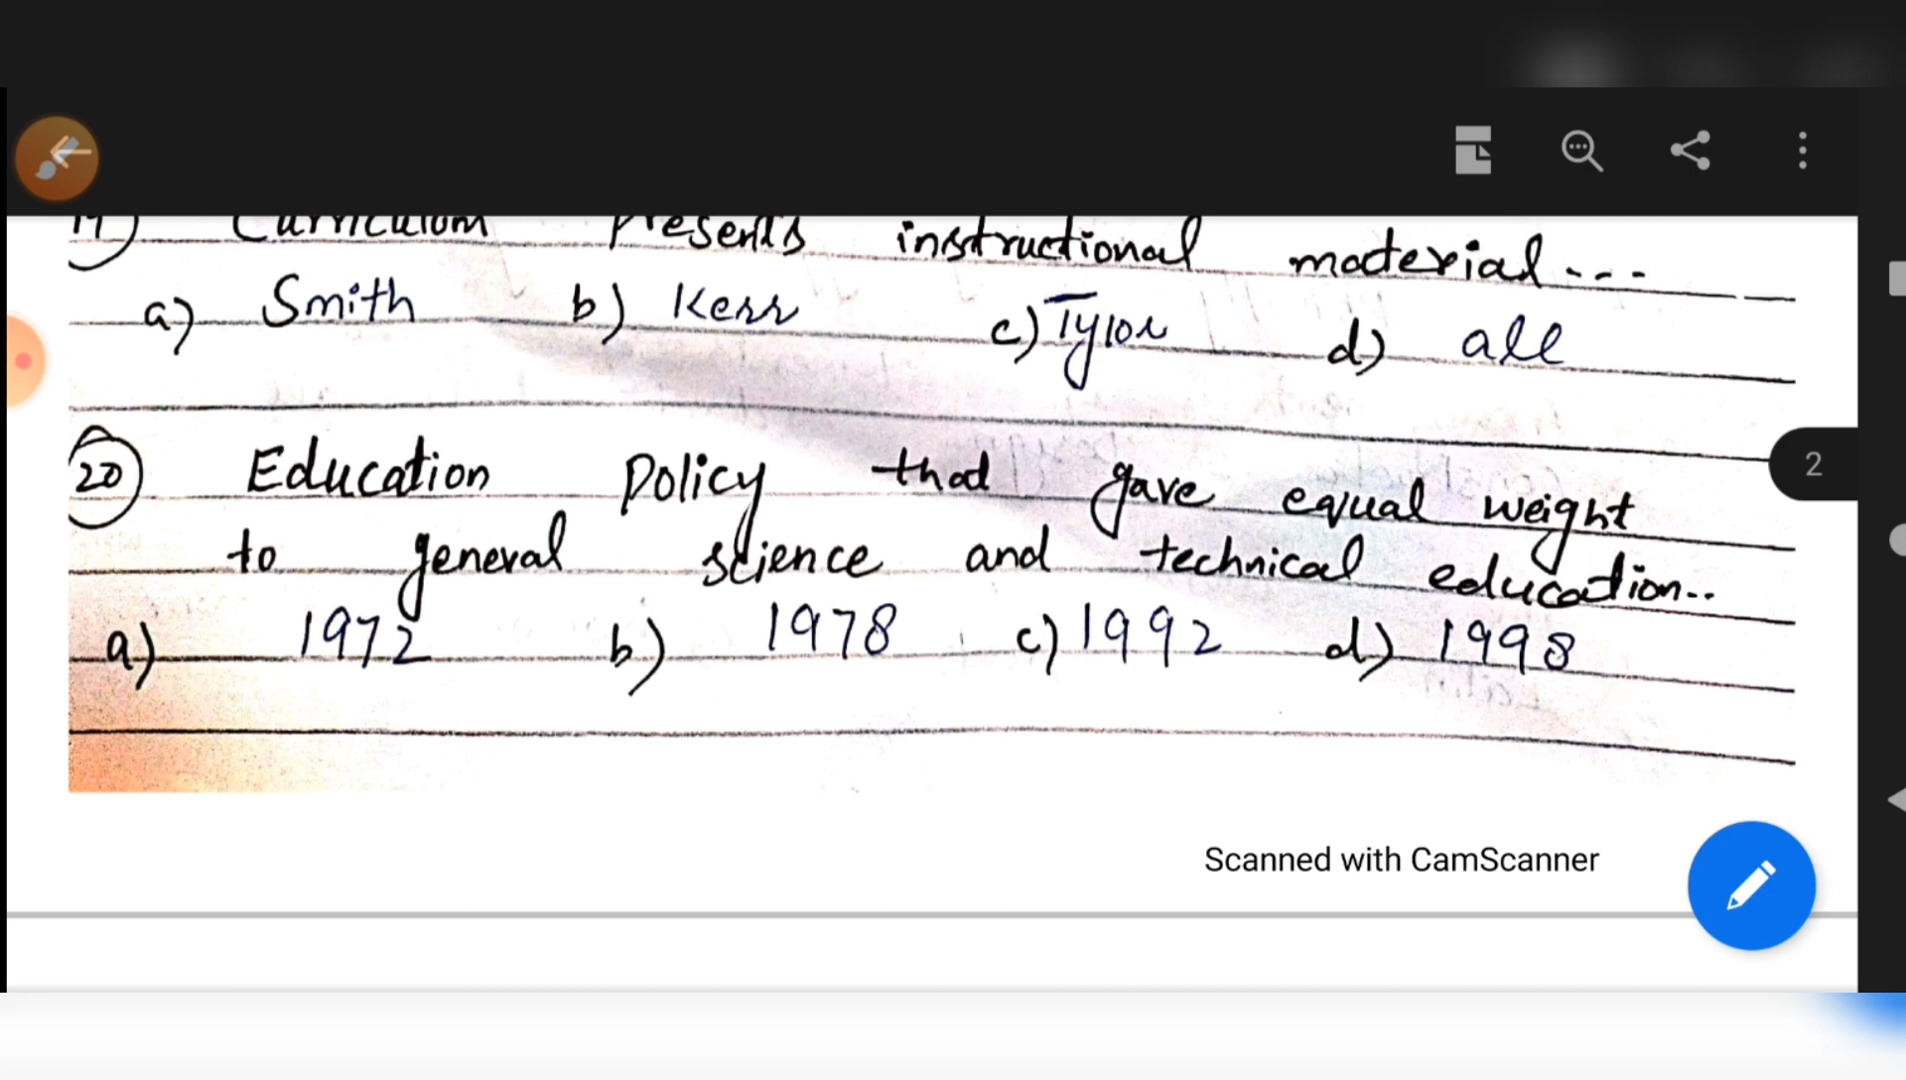 19) Curriculum Presents instructional material...
a) Smith b) Kerr c) Tylor d) all
20 Education Policy that gave equal weight
to general science and technical education..
a) 1972 b) 1978 c) 1992 d) 1998
2
Scanned with CamScanner